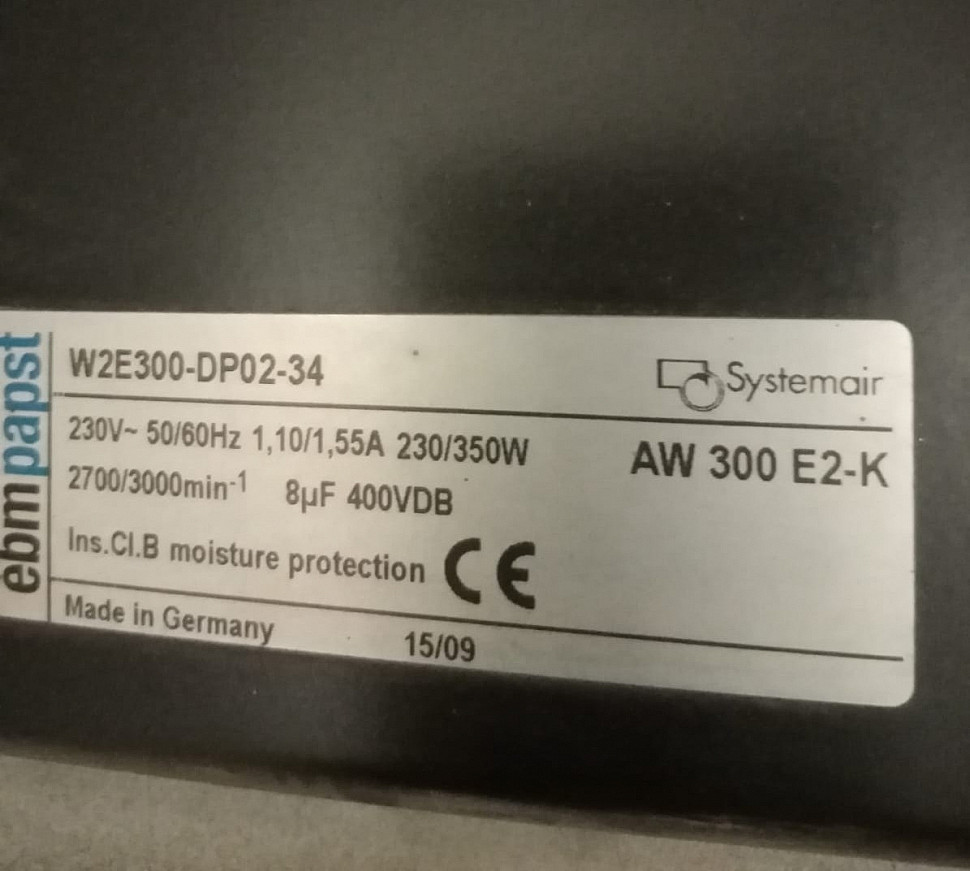 ebmpapst
W2E300-DP02-34
Systemair
230V~ 50/60Hz 1,10/1,55A 230/350W
AW 300 E2-K
2700/3000min-1 8µF 400VDB
Ins.Cl.B moisture protection CE
Made in Germany 15/09